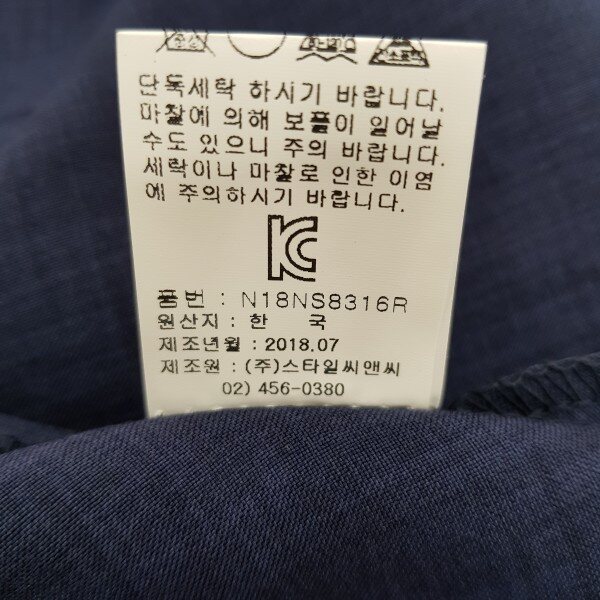 단독세탁 하시기 바랍니다.
마찰에 의해 보풀이 일어날
수도 있으니 주의 바랍니다.
세탁이나 마찰로 인한 이염
에 주의하시기 바랍니다.
KC
품번 : N18NS8316R
원산지 : 한 국
제조년월 : 2018.07
제조원 : (주)스타일씨앤씨
02) 456-0380